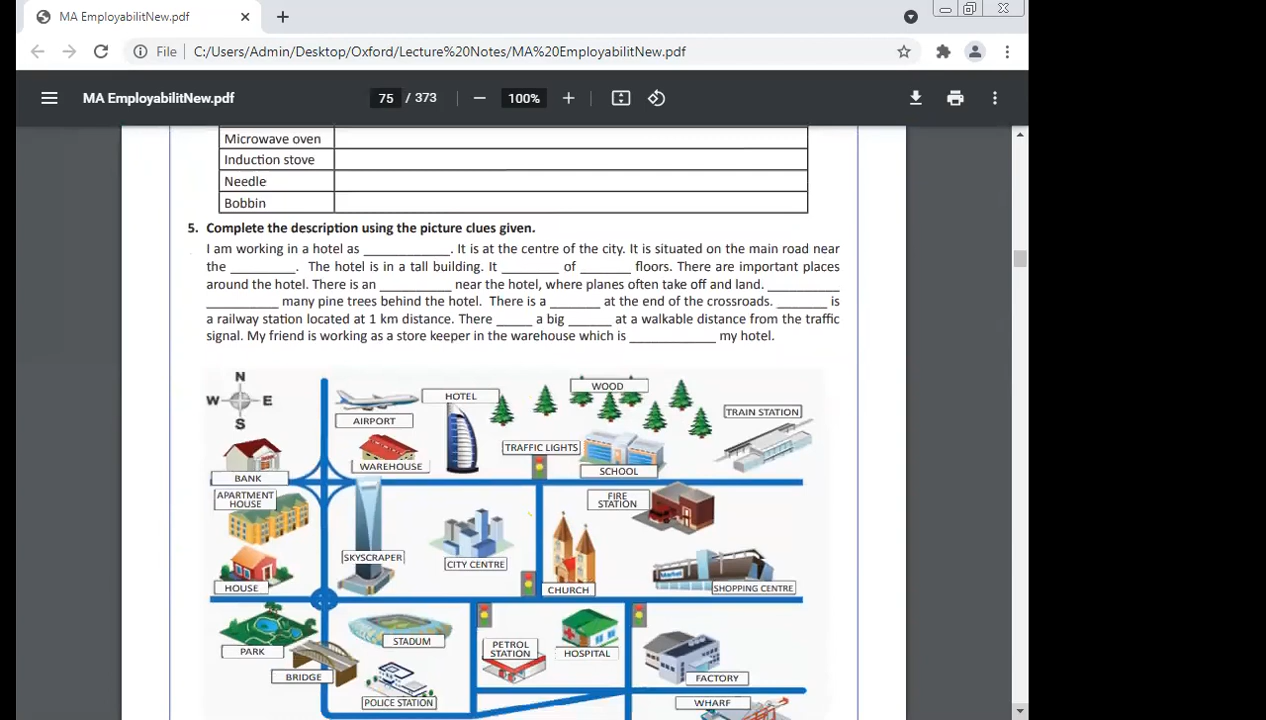 MA EmployabilitNew.pdf
File C:/Users/Admin/Desktop/Oxford/Lecture%20Notes/MA%20EmployabilitNew.pdf
MA EmployabilitNew.pdf 75 / 373 100%
Microwave oven
Induction stove
Needle
Bobbin
5. Complete the description using the picture clues given.
I am working in a hotel as ____________. It is at the centre of the city. It is situated on the main road near
the _________. The hotel is in a tall building. It ________ of _______ floors. There are important places
around the hotel. There is an __________ near the hotel, where planes often take off and land. __________
__________ many pine trees behind the hotel. There is a _______ at the end of the crossroads. _______ is
a railway station located at 1 km distance. There _____ a big ______ at a walkable distance from the traffic
signal. My friend is working as a store keeper in the warehouse which is ____________ my hotel.
N
W E
S
AIRPORT
HOTEL
WOOD
TRAIN STATION
BANK
WAREHOUSE
TRAFFIC LIGHTS
SCHOOL
APARTMENT
HOUSE
FIRE
STATION
SKYSCRAPER
CITY CENTRE
HOUSE
CHURCH
Market
SHOPPING CENTRE
PARK
STADUM
PETROL
STATION
HOSPITAL
BRIDGE
FACTORY
POLICE STATION
WHARF